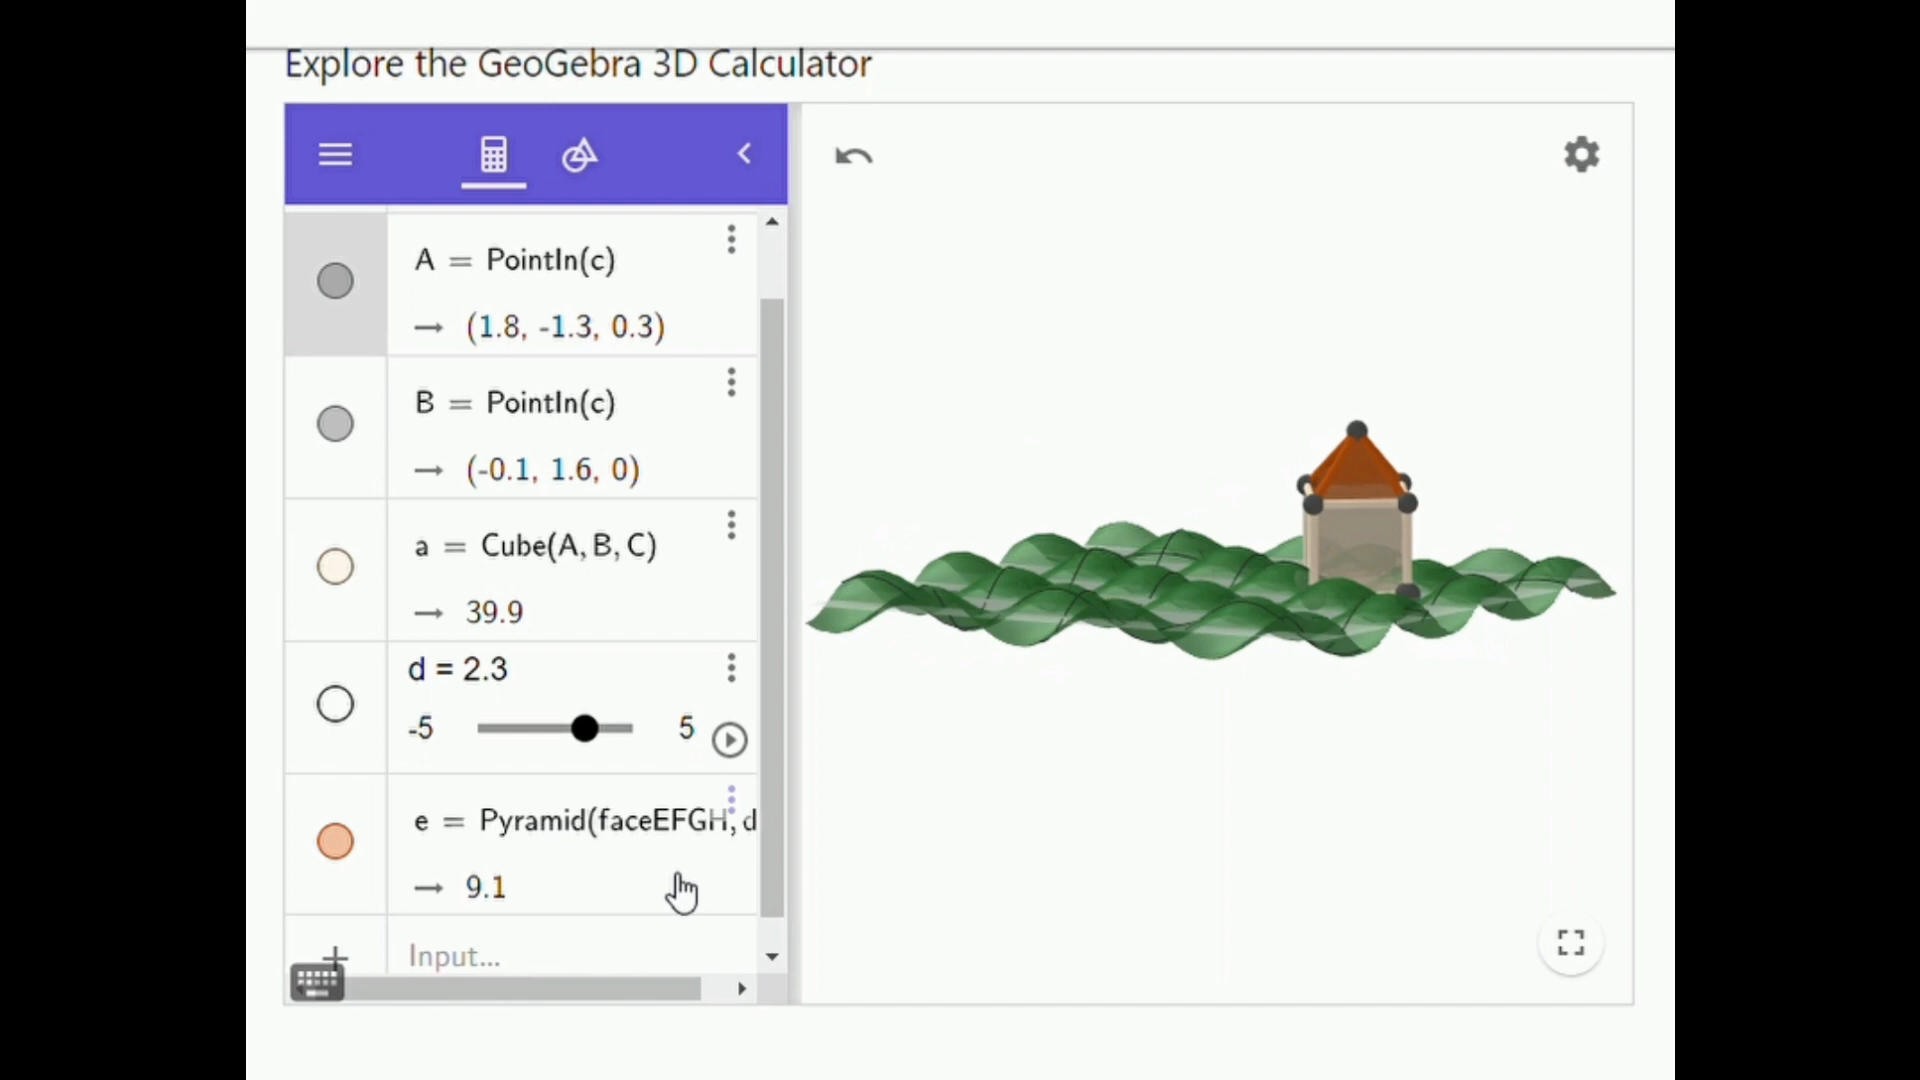 Explore the GeoGebra 3D Calculator
A = PointIn(c)
→ (1.8, -1.3, 0.3)
B = PointIn(c)
→ (-0.1, 1.6, 0)
a = Cube(A, B, C)
→ 39.9
d = 2.3
-5 5
e = Pyramid(faceEFGH, d
→ 9.1
Input...